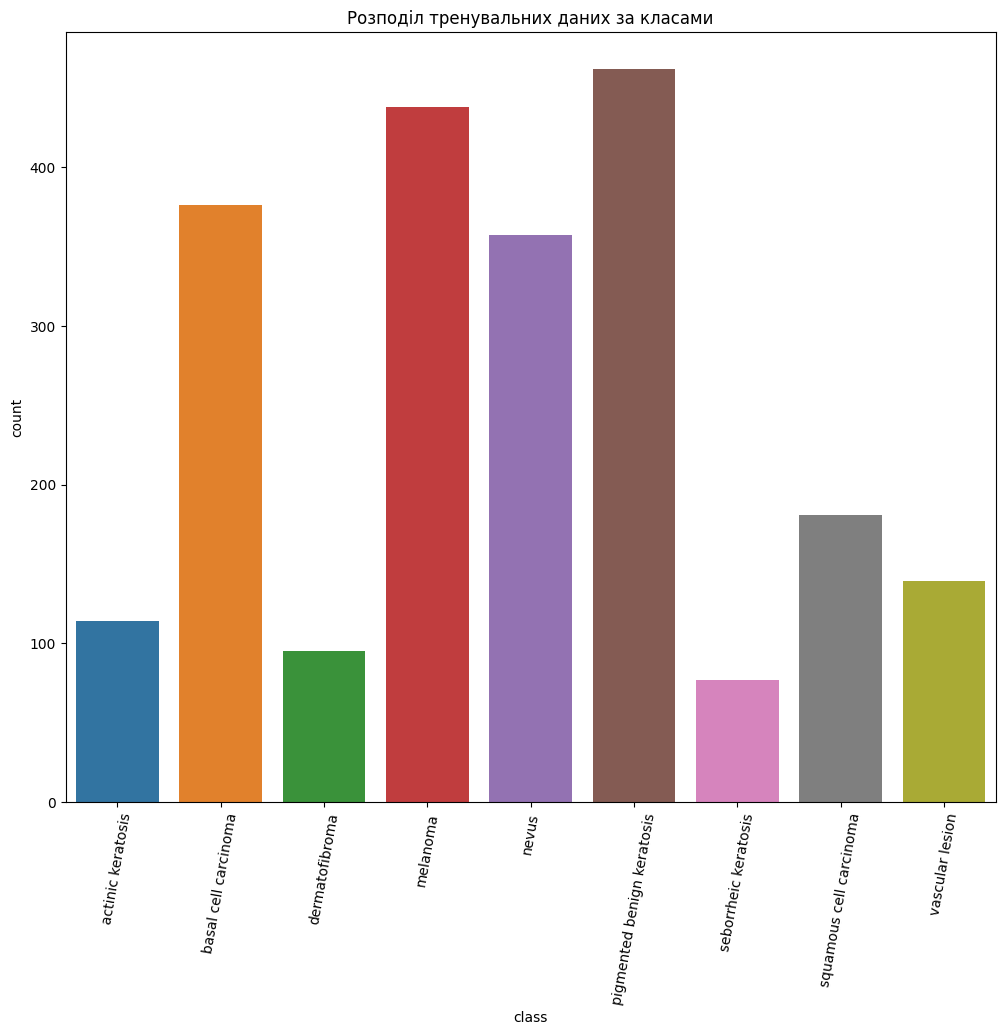 Розподіл тренувальних даних за класами
count
400
300
200
100
0
actinic keratosis
basal cell carcinoma
dermatofibroma
melanoma
nevus
pigmented benign keratosis
seborrheic keratosis
squamous cell carcinoma
vascular lesion
class